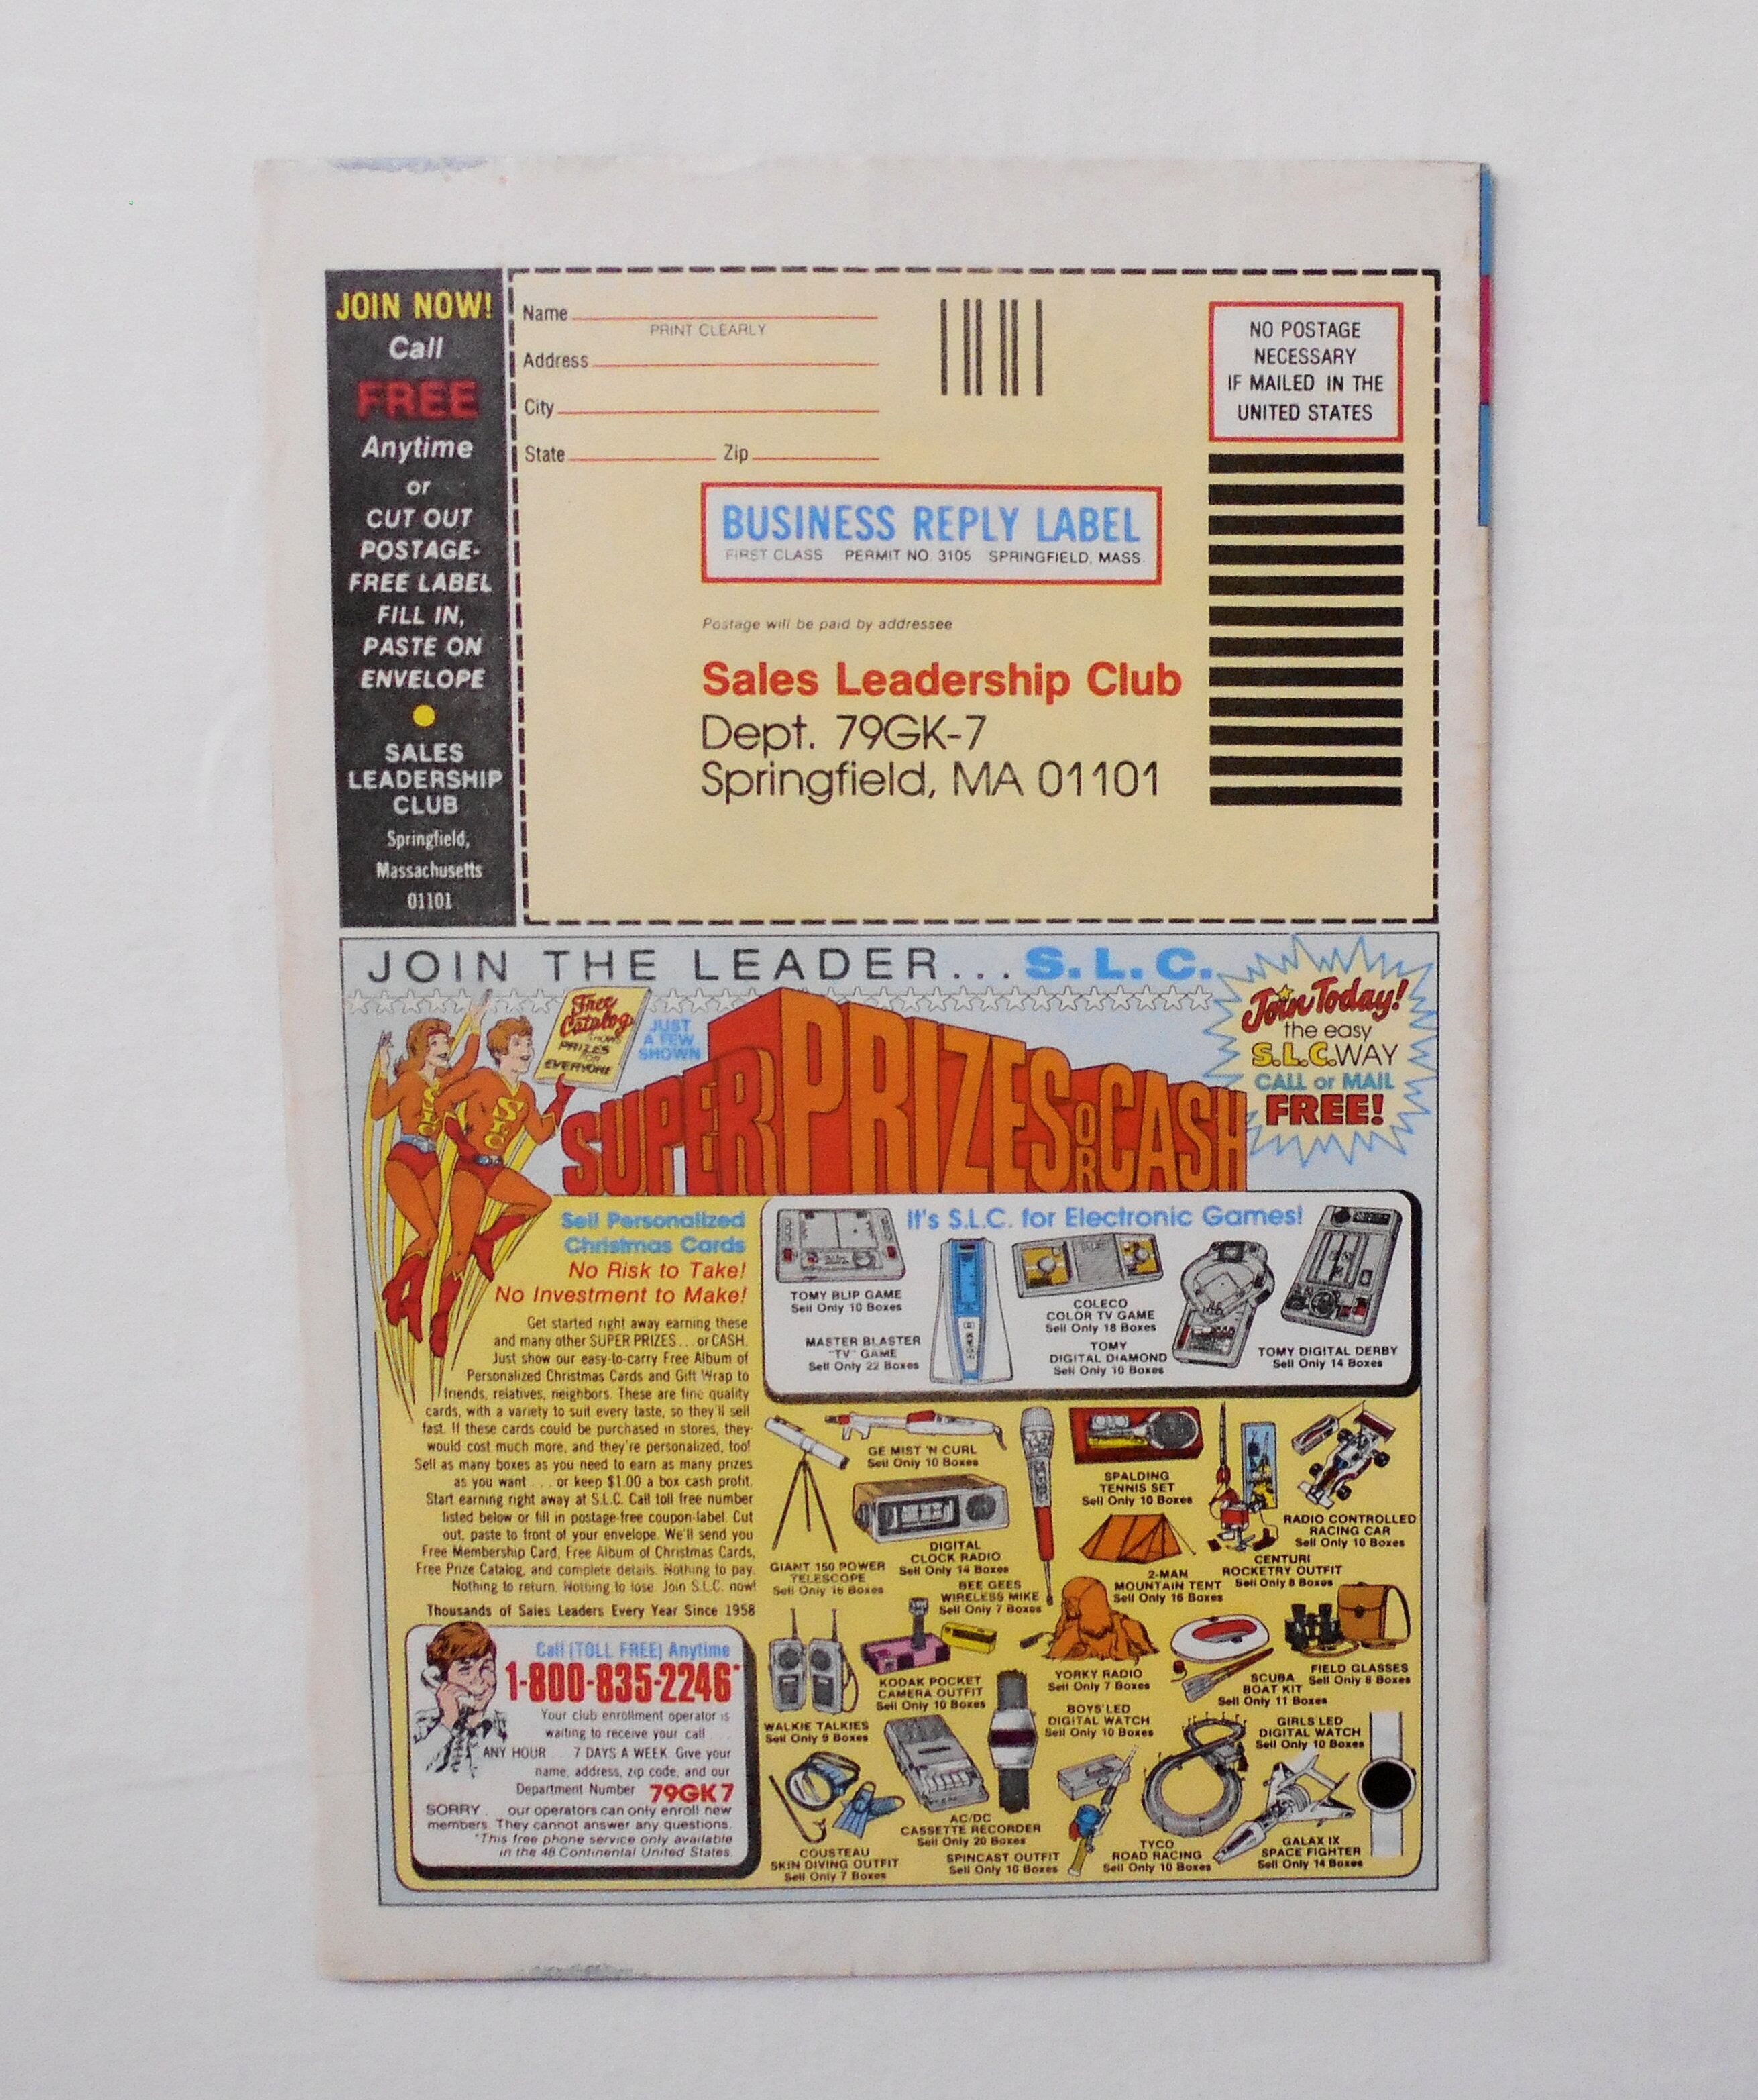 JOIN NOW!
Call
FREE
Anytime
or
CUT OUT
POSTAGE-
FREE LABEL
FILL IN,
PASTE ON
ENVELOPE
SALES
LEADERSHIP
CLUB
Springfield,
Massachusetts
01101
Name
PRINT CLEARLY
Address
City
State Zip
NO POSTAGE
NECESSARY
IF MAILED IN THE
UNITED STATES
BUSINESS REPLY LABEL
FIRST CLASS PERMIT NO. 3105 SPRINGFIELD, MASS.
Postage will be paid by addressee
Sales Leadership Club
Dept. 79GK-7
Springfield, MA 01101
JOIN THE LEADER... S.L.C.
Free
Catalog
SHOWS
PRIZES
FOR
EVERYONE
JUST
A FEW
SHOWN
SUPER PRIZES OR CASH
Join Today!
the easy
S.L.C. WAY
CALL or MAIL
FREE!
SLC
SLC
Sell Personalized
Christmas Cards
No Risk to Take!
No Investment to Make!
Get started right away earning these
and many other SUPER PRIZES... or CASH.
Just show our easy-to-carry Free Album of
Personalized Christmas Cards and Gift Wrap to
friends, relatives, neighbors. These are fine quality
cards, with a variety to suit every taste, so they'll sell
fast. If these cards could be purchased in stores, they
would cost much more, and they're personalized, too!
Sell as many boxes as you need to earn as many prizes
as you want... or keep $1.00 a box cash profit.
Start earning right away at S.L.C. Call toll free number
listed below or fill in postage-free coupon-label. Cut
out, paste to front of your envelope. We'll send you
Free Membership Card, Free Album of Christmas Cards,
Free Prize Catalog, and complete details. Nothing to pay.
Nothing to return. Nothing to lose. Join S.L.C. now!
Thousands of Sales Leaders Every Year Since 1958
Call (TOLL FREE) Anytime
1-800-835-2246*
Your club enrollment operator is
waiting to receive your call...
ANY HOUR... 7 DAYS A WEEK. Give your
name, address, zip code, and our
Department Number 79GK7
SORRY... our operators can only enroll new
members. They cannot answer any questions.
*This free phone service only available
in the 48 Continental United States.
It's S.L.C. for Electronic Games!
TOMY BLIP GAME
Sell Only 10 Boxes
MASTER BLASTER
"TV" GAME
Sell Only 22 Boxes
COLECO
COLOR TV GAME
Sell Only 18 Boxes
TOMY
DIGITAL DIAMOND
Sell Only 10 Boxes
TOMY DIGITAL DERBY
Sell Only 14 Boxes
GE MIST 'N CURL
Sell Only 10 Boxes
SPALDING
TENNIS SET
Sell Only 10 Boxes
RADIO CONTROLLED
RACING CAR
Sell Only 10 Boxes
GIANT 150 POWER
TELESCOPE
Sell Only 16 Boxes
DIGITAL
CLOCK RADIO
Sell Only 14 Boxes
BEE GEES
WIRELESS MIKE
Sell Only 7 Boxes
2-MAN
MOUNTAIN TENT
Sell Only 16 Boxes
CENTURI
ROCKETRY OUTFIT
Sell Only 8 Boxes
WALKIE TALKIES
Sell Only 9 Boxes
KODAK POCKET
CAMERA OUTFIT
Sell Only 10 Boxes
YORKY RADIO
Sell Only 7 Boxes
SCUBA
BOAT KIT
Sell Only 11 Boxes
FIELD GLASSES
Sell Only 8 Boxes
BOYS' LED
DIGITAL WATCH
Sell Only 10 Boxes
GIRLS' LED
DIGITAL WATCH
Sell Only 10 Boxes
COUSTEAU
SKIN DIVING OUTFIT
Sell Only 7 Boxes
AC/DC
CASSETTE RECORDER
Sell Only 20 Boxes
SPINCAST OUTFIT
Sell Only 10 Boxes
TYCO
ROAD RACING
Sell Only 10 Boxes
GALAX IX
SPACE FIGHTER
Sell Only 14 Boxes